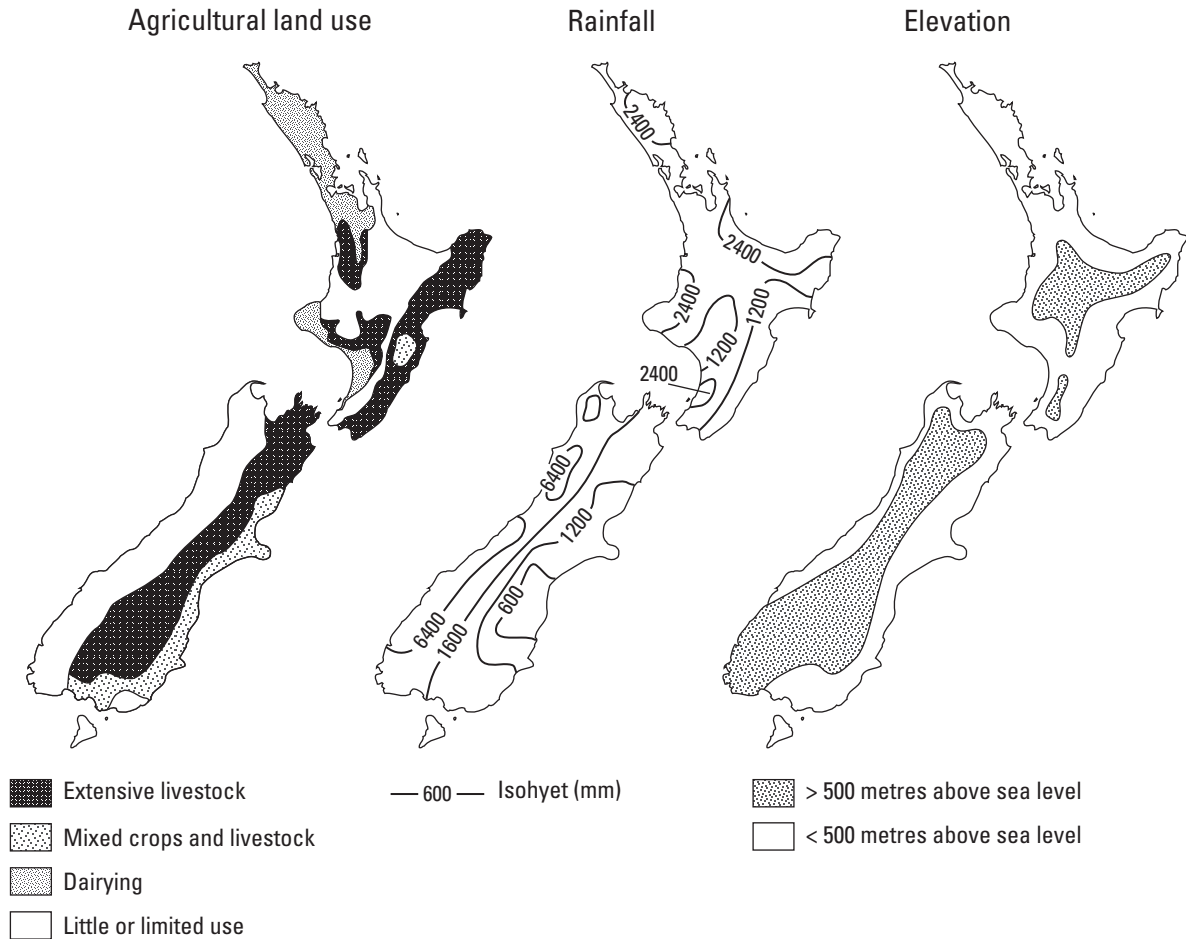 Agricultural land use
Rainfall
Elevation
2400
2400
2400
1200
1200
2400
6400
1200
600
6400
1600
Extensive livestock
Mixed crops and livestock
Dairying
Little or limited use
600 Isohyet (mm)
> 500 metres above sea level
< 500 metres above sea level